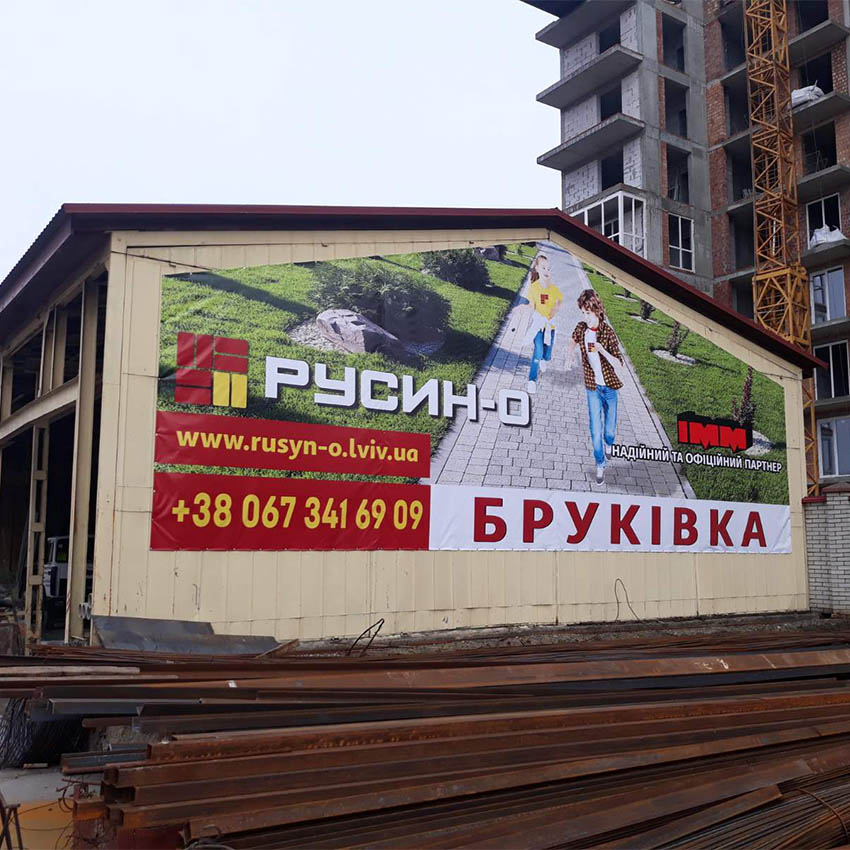 РУСИН-О
www.rusyn-o.lviv.ua
+38 067 341 69 09
ІММ
НАДІЙНИЙ ТА ОФІЦІЙНИЙ ПАРТНЕР
БРУКІВКА